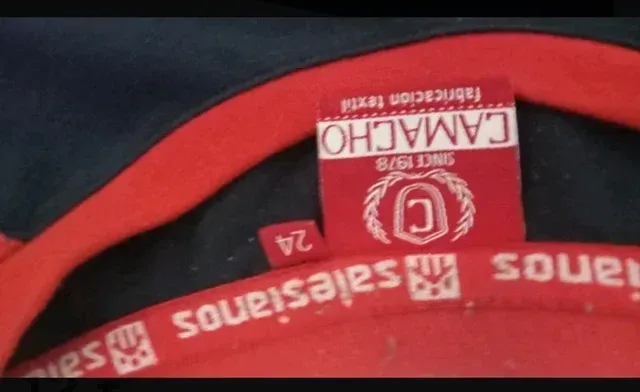 salesianos salesianos salesianos
24
C
SINCE 1978
CAMACHO
fabricacion textil